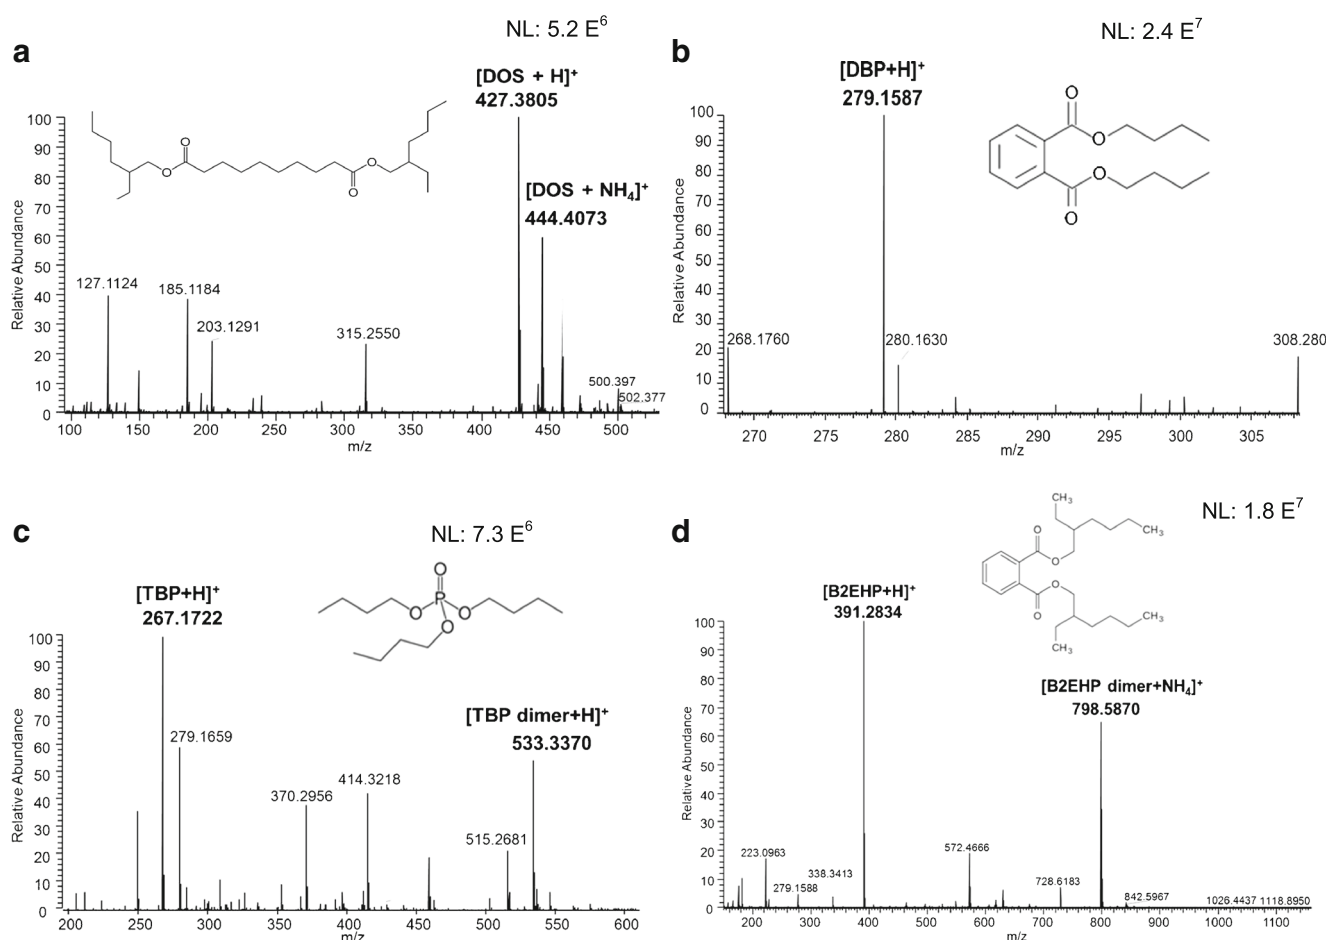 NL: 5.2 E6
a
[DOS + H]+
427.3805
[DOS + NH4]+
444.4073
127.1124
185.1184
203.1291
315.2550
500.397
502.377
Relative Abundance
100
90
80
70
60
50
40
30
20
10
0
100 150 200 250 300 350 400 450 500
m/z
NL: 2.4 E7
b
[DBP+H]+
279.1587
O
O
O
O
268.1760
280.1630
308.280
Relative Abundance
100
90
80
70
60
50
40
30
20
10
0
270 275 280 285 290 295 300 305
m/z
O
O
O
O
c
NL: 7.3 E6
[TBP+H]+
267.1722
O
P
O
O
O
279.1659
[TBP dimer+H]+
533.3370
414.3218
370.2956
515.2681
Relative Abundance
100
90
80
70
60
50
40
30
20
10
0
200 250 300 350 400 450 500 550 600
m/z
d
NL: 1.8 E7
CH3
CH3
O
O
O
O
CH3
CH3
[B2EHP+H]+
391.2834
[B2EHP dimer+NH4]+
798.5870
223.0963
279.1588
338.3413
572.4666
728.6183
842.5967
1026.4437 1118.8950
Relative Abundance
100
90
80
70
60
50
40
30
20
10
0
200 300 400 500 600 700 800 900 1000 1100
m/z